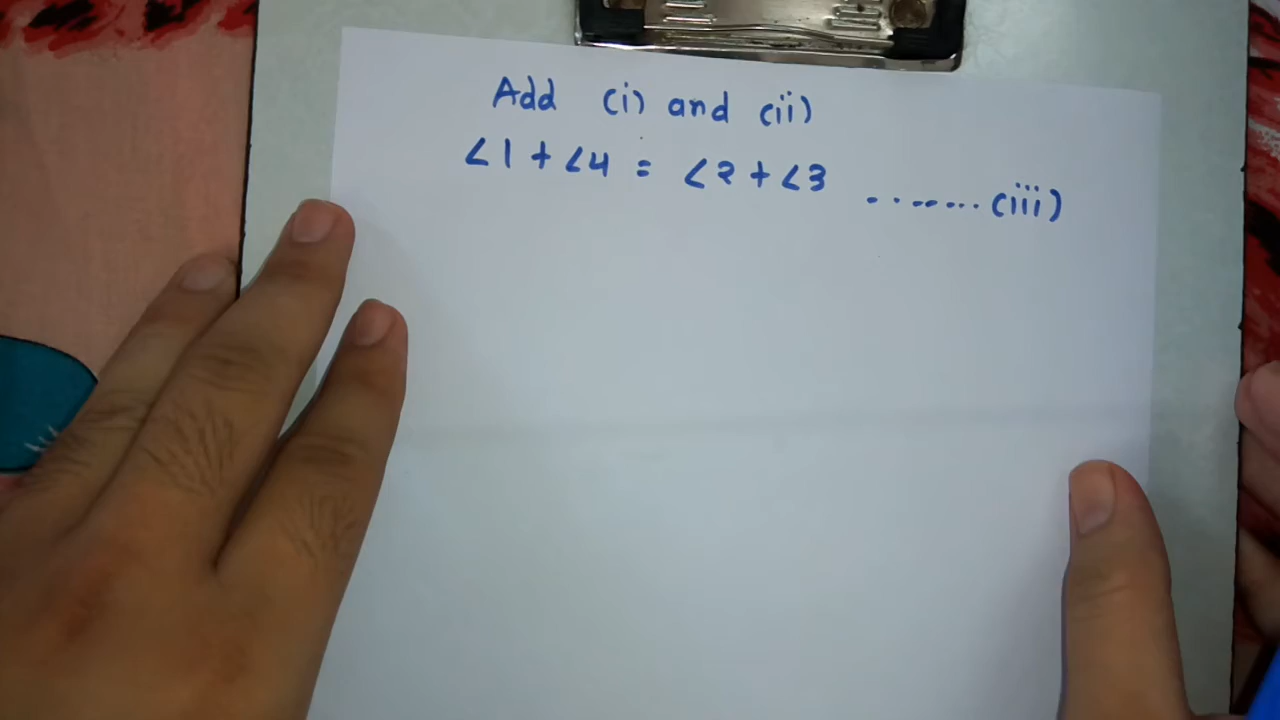 Add (i) and (ii)
∠1 + ∠4 = ∠2 + ∠3 ........ (iii)